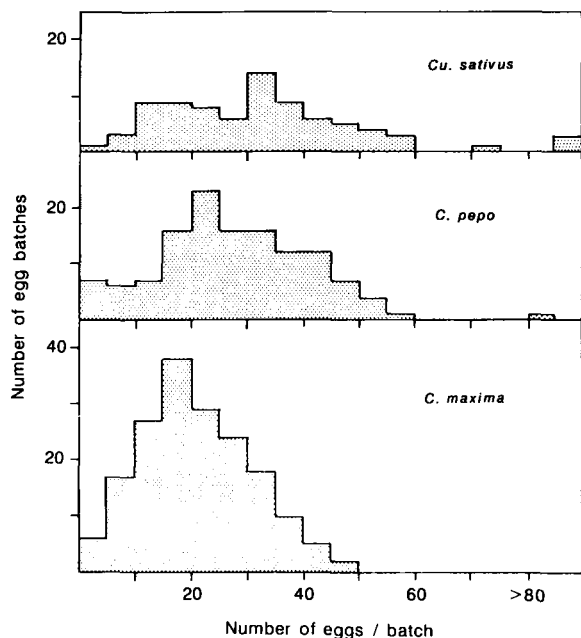 20
Cu. sativus
20
C. pepo
Number of egg batches
40
C. maxima
20
20 40 60 >80
Number of eggs / batch